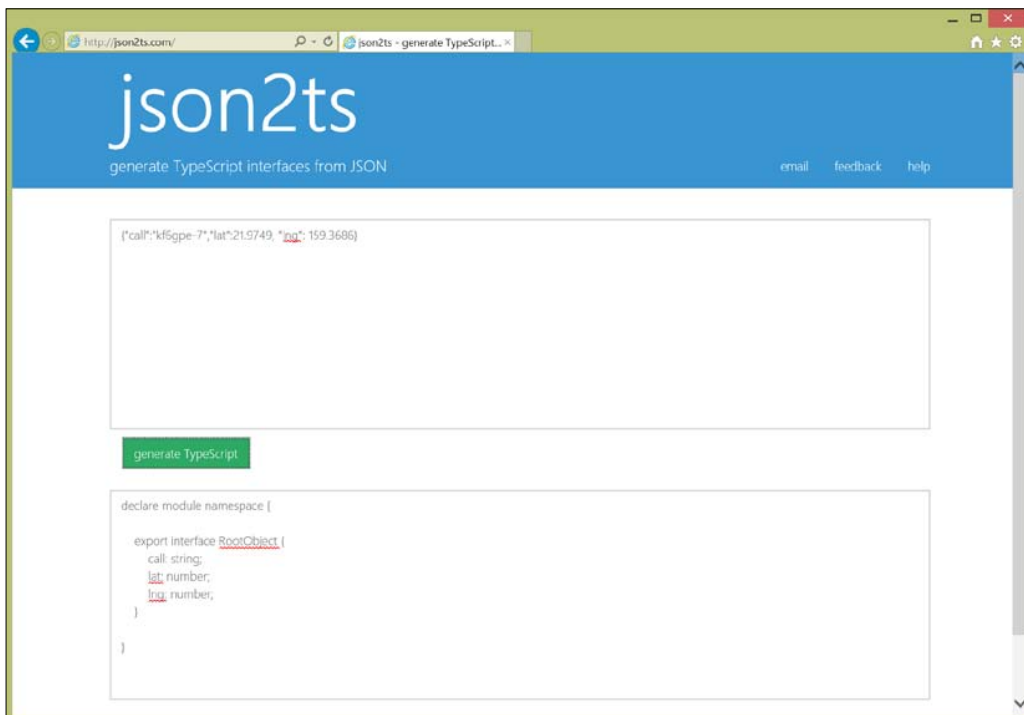 http://json2ts.com/
json2ts - generate TypeScript...
json2ts
generate TypeScript interfaces from JSON
email feedback help
{"call":"kf6gpe-7","lat":21.9749, "lng": 159.3686}
generate TypeScript
declare module namespace {
export interface RootObject {
call: string;
lat: number;
lng: number;
}
}